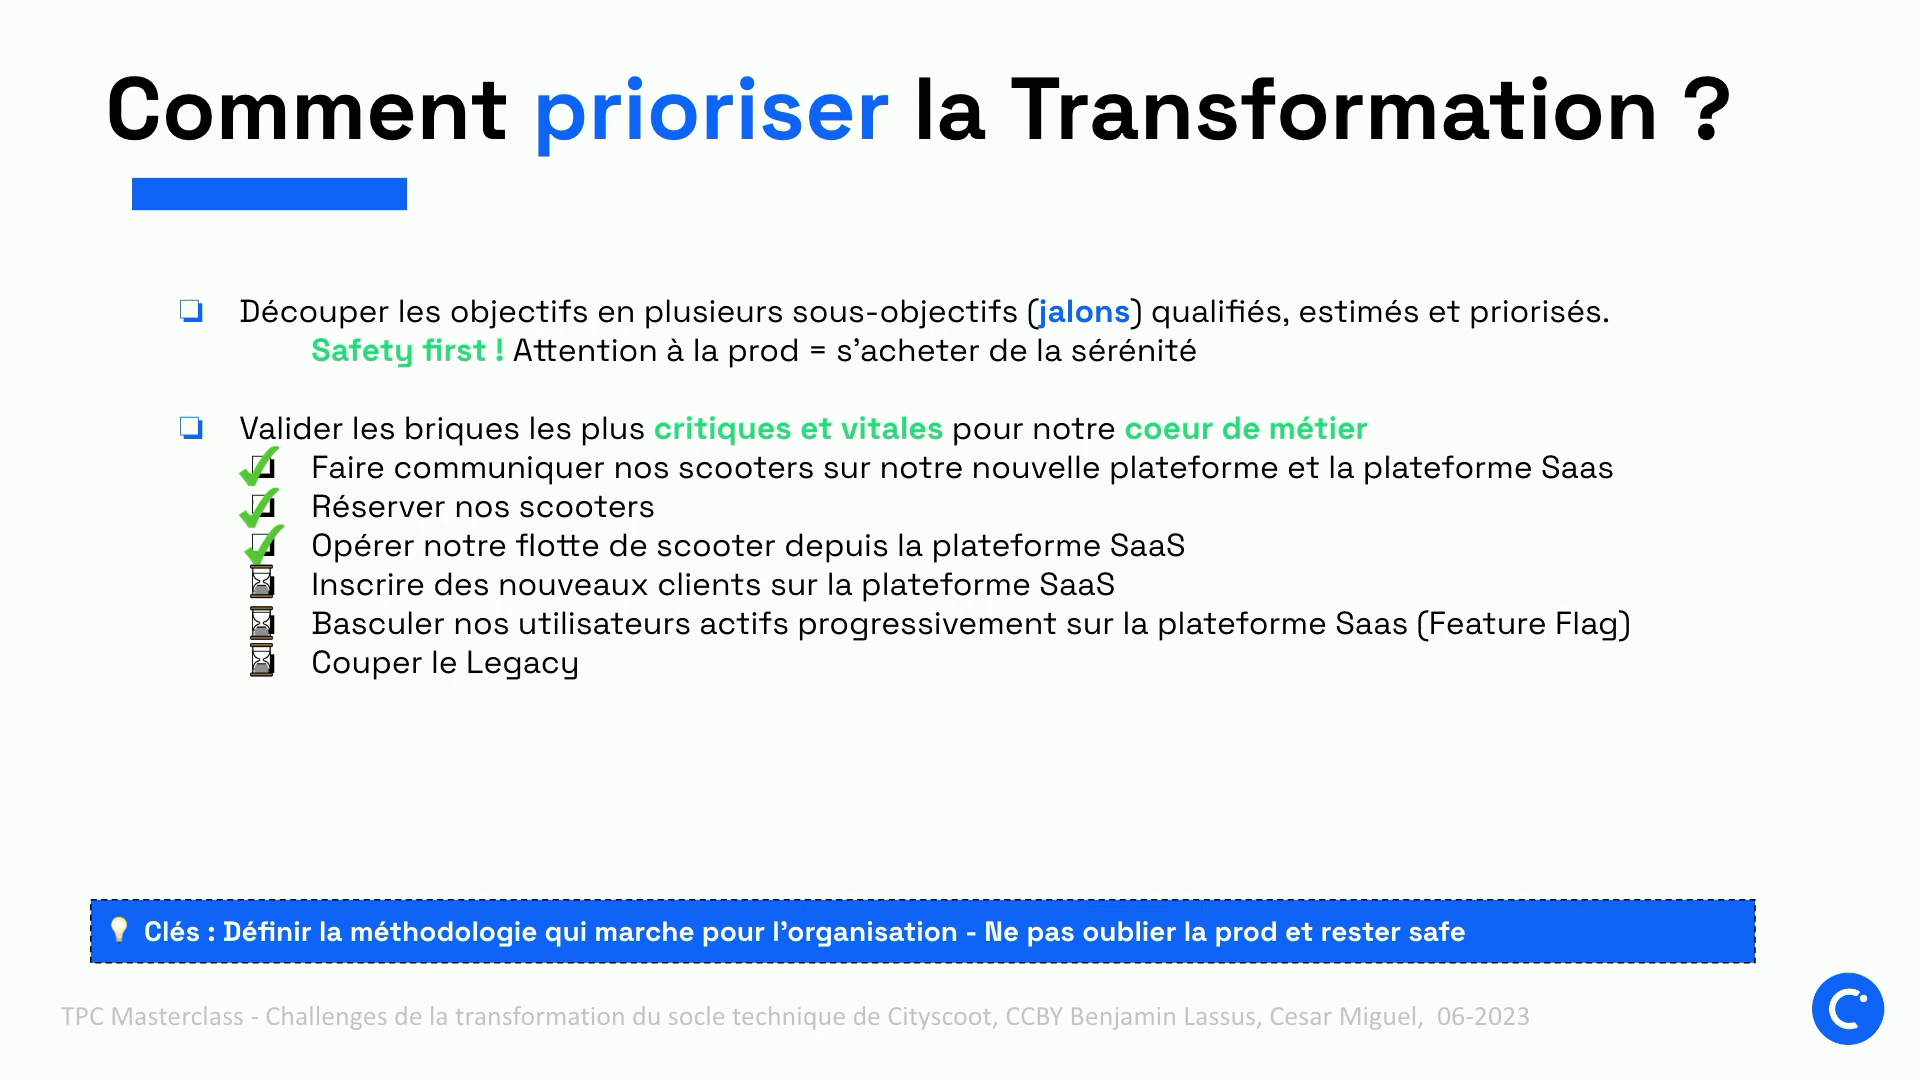 Comment prioriser la Transformation ?
Découper les objectifs en plusieurs sous-objectifs (jalons) qualifiés, estimés et priorisés.
Safety first ! Attention à la prod = s’acheter de la sérénité
Valider les briques les plus critiques et vitales pour notre coeur de métier
Faire communiquer nos scooters sur notre nouvelle plateforme et la plateforme Saas
Réserver nos scooters
Opérer notre flotte de scooter depuis la plateforme SaaS
Inscrire des nouveaux clients sur la plateforme SaaS
Basculer nos utilisateurs actifs progressivement sur la plateforme Saas (Feature Flag)
Couper le Legacy
Clés : Définir la méthodologie qui marche pour l’organisation - Ne pas oublier la prod et rester safe
TPC Masterclass - Challenges de la transformation du socle technique de Cityscoot, CCBY Benjamin Lassus, Cesar Miguel, 06-2023